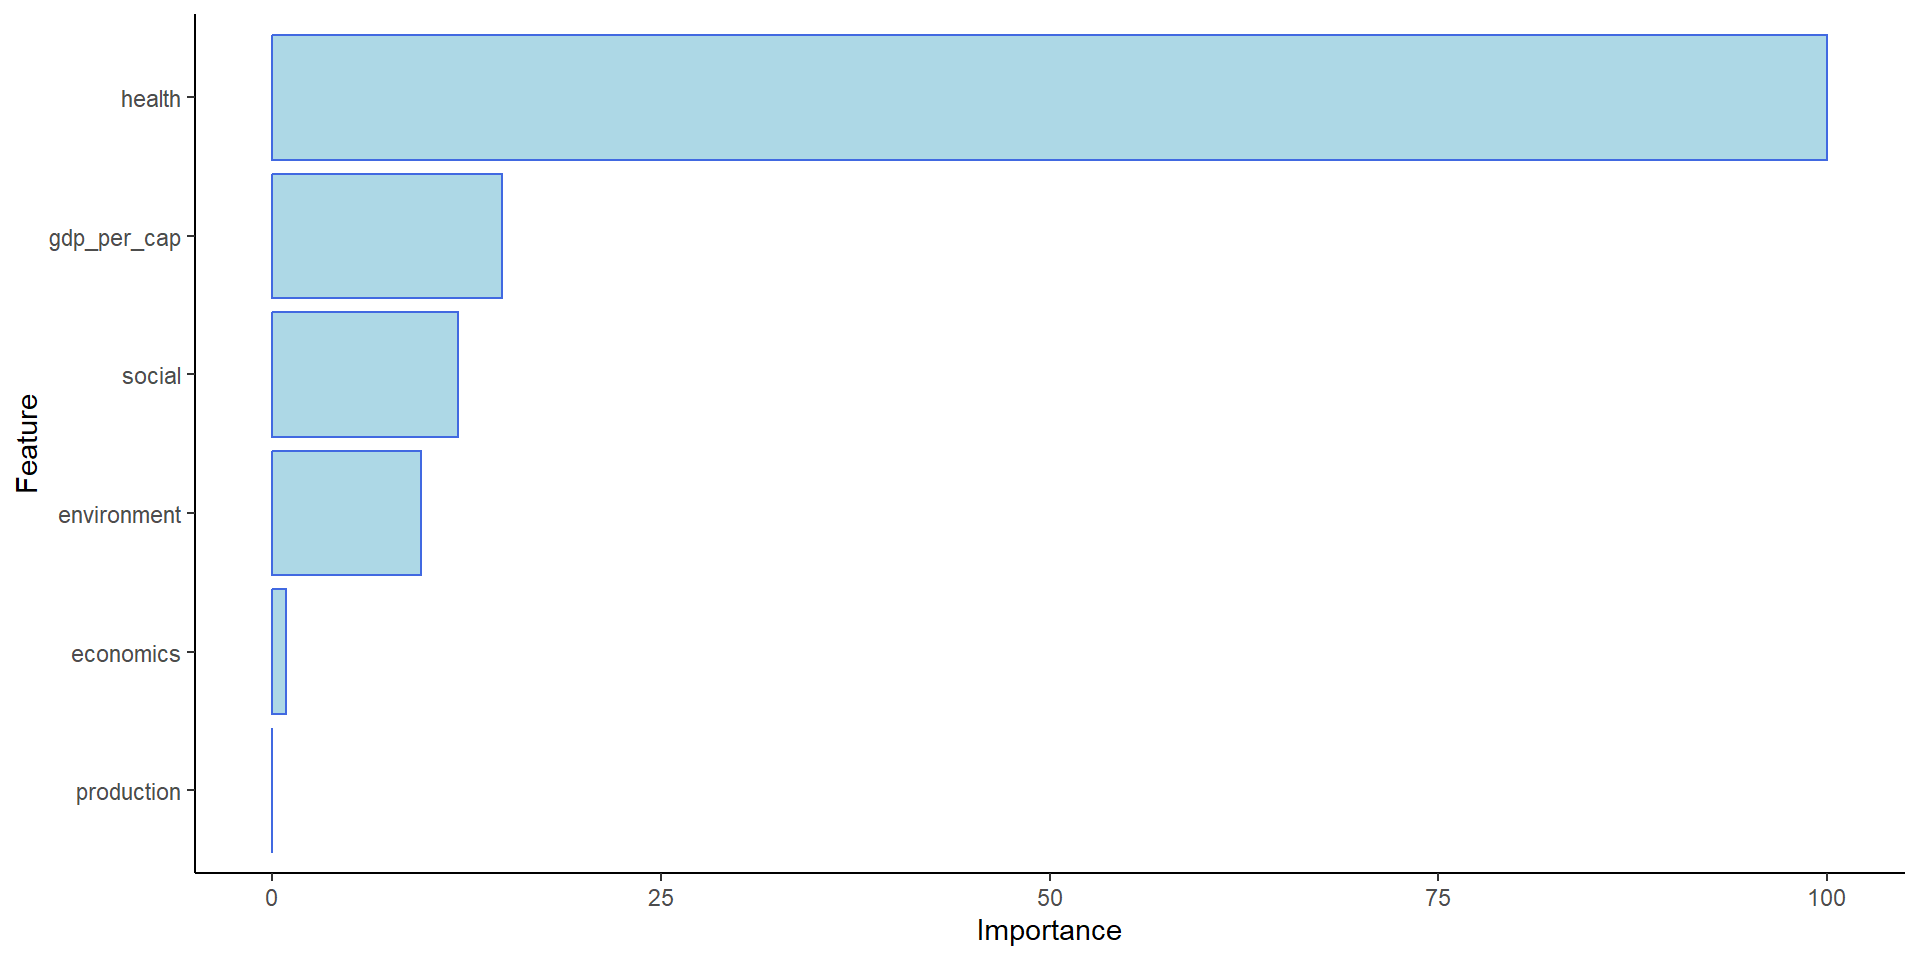 health
gdp_per_cap
social
environment
economics
production
Feature
0 25 50 75 100
Importance